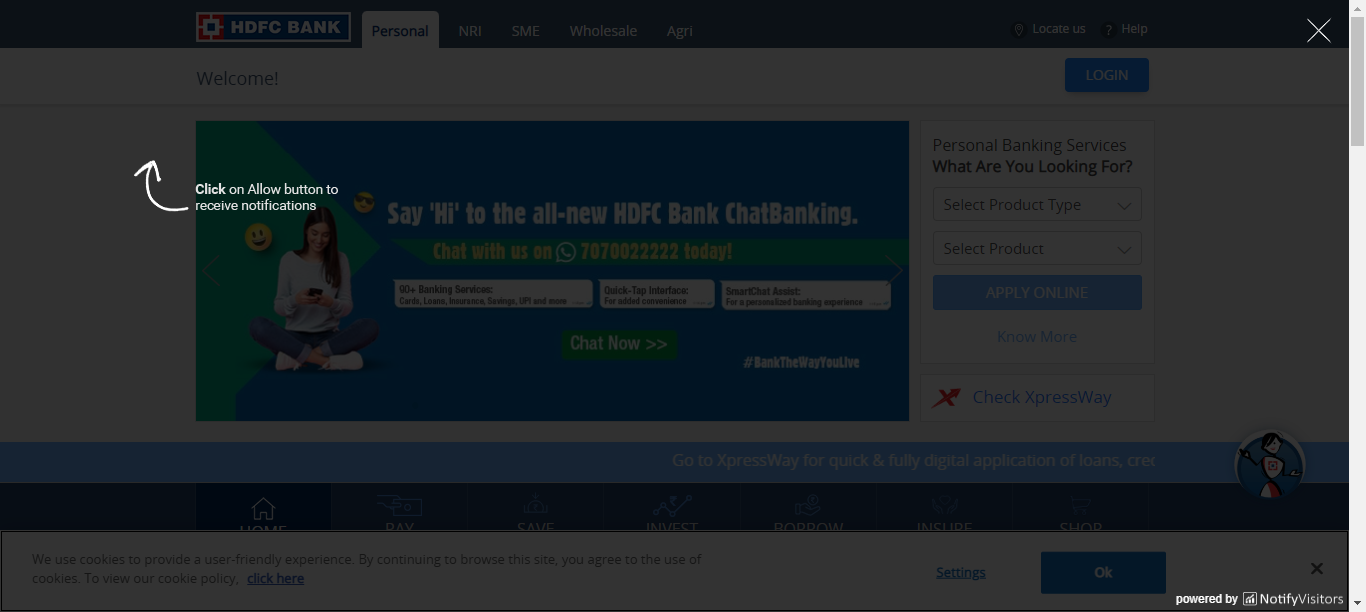 HDFC BANK
Personal
NRI
SME
Wholesale
Agri
Locate us
? Help
Welcome!
LOGIN
Click on Allow button to
receive notifications
Say 'Hi' to the all-new HDFC Bank ChatBanking.
Chat with us on 7070022222 today!
90+ Banking Services:
Cards, Loans, Insurance, Savings, UPI and more
Quick-Tap Interface:
For added convenience
SmartChat Assist:
For a personalized banking experience
Chat Now >>
#BankTheWayYouLive
Personal Banking Services
What Are You Looking For?
Select Product Type
Select Product
APPLY ONLINE
Know More
Check XpressWay
Go to XpressWay for quick & fully digital application of loans, cred
HOME
PAY
SAVE
INVEST
BORROW
INSURE
SHOP
We use cookies to provide a user-friendly experience. By continuing to browse this site, you agree to the use of
cookies. To view our cookie policy, click here
Settings
Ok
powered by NotifyVisitors